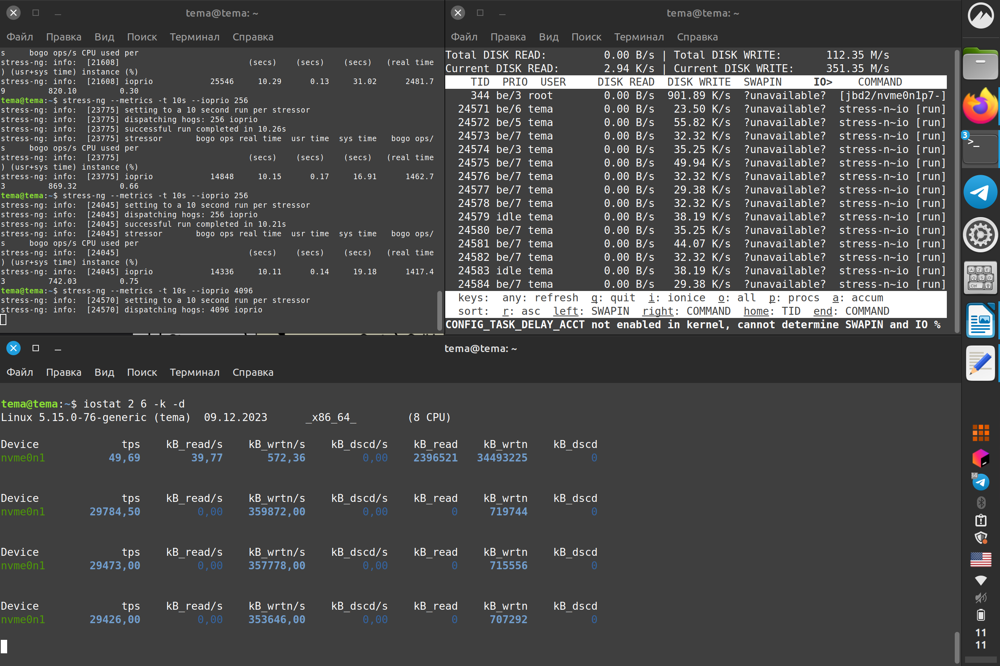 tema@tema: ~
Файл Правка Вид Поиск Терминал Справка
s bogo ops/s CPU used per
stress-ng: info: [21608] (secs) (secs) (secs) (real time
) (usr+sys time) instance (%)
stress-ng: info: [21608] ioprio 25546 10.29 0.13 31.02 2481.7
9 820.10 0.30
tema@tema:~$ stress-ng --metrics -t 10s --ioprio 256
stress-ng: info: [23775] setting to a 10 second run per stressor
stress-ng: info: [23775] dispatching hogs: 256 ioprio
stress-ng: info: [23775] successful run completed in 10.26s
stress-ng: info: [23775] stressor bogo ops real time usr time sys time bogo ops/
s bogo ops/s CPU used per
stress-ng: info: [23775] (secs) (secs) (secs) (real time
) (usr+sys time) instance (%)
stress-ng: info: [23775] ioprio 14848 10.15 0.17 16.91 1462.7
3 869.32 0.66
tema@tema:~$ stress-ng --metrics -t 10s --ioprio 256
stress-ng: info: [24045] setting to a 10 second run per stressor
stress-ng: info: [24045] dispatching hogs: 256 ioprio
stress-ng: info: [24045] successful run completed in 10.21s
stress-ng: info: [24045] stressor bogo ops real time usr time sys time bogo ops/
s bogo ops/s CPU used per
stress-ng: info: [24045] (secs) (secs) (secs) (real time
) (usr+sys time) instance (%)
stress-ng: info: [24045] ioprio 14336 10.11 0.14 19.18 1417.4
3 742.03 0.75
tema@tema:~$ stress-ng --metrics -t 10s --ioprio 4096
stress-ng: info: [24570] setting to a 10 second run per stressor
stress-ng: info: [24570] dispatching hogs: 4096 ioprio
tema@tema: ~
Файл Правка Вид Поиск Терминал Справка
Total DISK READ: 0.00 B/s | Total DISK WRITE: 112.35 M/s
Current DISK READ: 2.94 K/s | Current DISK WRITE: 351.35 M/s
TID PRIO USER DISK READ DISK WRITE SWAPIN IO> COMMAND
344 be/3 root 0.00 B/s 901.89 K/s ?unavailable? [jbd2/nvme0n1p7-]
24571 be/6 tema 0.00 B/s 23.50 K/s ?unavailable? stress-n~io [run]
24572 be/5 tema 0.00 B/s 55.82 K/s ?unavailable? stress-n~io [run]
24573 be/7 tema 0.00 B/s 32.32 K/s ?unavailable? stress-n~io [run]
24574 be/3 tema 0.00 B/s 35.25 K/s ?unavailable? stress-n~io [run]
24575 be/7 tema 0.00 B/s 49.94 K/s ?unavailable? stress-n~io [run]
24576 be/7 tema 0.00 B/s 32.32 K/s ?unavailable? stress-n~io [run]
24577 be/7 tema 0.00 B/s 29.38 K/s ?unavailable? stress-n~io [run]
24578 be/7 tema 0.00 B/s 32.32 K/s ?unavailable? stress-n~io [run]
24579 idle tema 0.00 B/s 38.19 K/s ?unavailable? stress-n~io [run]
24580 be/7 tema 0.00 B/s 35.25 K/s ?unavailable? stress-n~io [run]
24581 be/7 tema 0.00 B/s 44.07 K/s ?unavailable? stress-n~io [run]
24582 be/7 tema 0.00 B/s 32.32 K/s ?unavailable? stress-n~io [run]
24583 idle tema 0.00 B/s 38.19 K/s ?unavailable? stress-n~io [run]
24584 be/7 tema 0.00 B/s 29.38 K/s ?unavailable? stress-n~io [run]
keys: any: refresh q: quit i: ionice o: all p: procs a: accum
sort: r: asc left: SWAPIN right: COMMAND home: TID end: COMMAND
CONFIG_TASK_DELAY_ACCT not enabled in kernel, cannot determine SWAPIN and IO %
tema@tema: ~
Файл Правка Вид Поиск Терминал Справка
tema@tema:~$ iostat 2 6 -k -d
Linux 5.15.0-76-generic (tema) 09.12.2023 _x86_64_ (8 CPU)
Device tps kB_read/s kB_wrtn/s kB_dscd/s kB_read kB_wrtn kB_dscd
nvme0n1 49,69 39,77 572,36 0,00 2396521 34493225 0
Device tps kB_read/s kB_wrtn/s kB_dscd/s kB_read kB_wrtn kB_dscd
nvme0n1 29784,50 0,00 359872,00 0,00 0 719744 0
Device tps kB_read/s kB_wrtn/s kB_dscd/s kB_read kB_wrtn kB_dscd
nvme0n1 29473,00 0,00 357778,00 0,00 0 715556 0
Device tps kB_read/s kB_wrtn/s kB_dscd/s kB_read kB_wrtn kB_dscd
nvme0n1 29426,00 0,00 353646,00 0,00 0 707292 0
3
>_
A Z E
Q S D
Ctrl
34
11
11